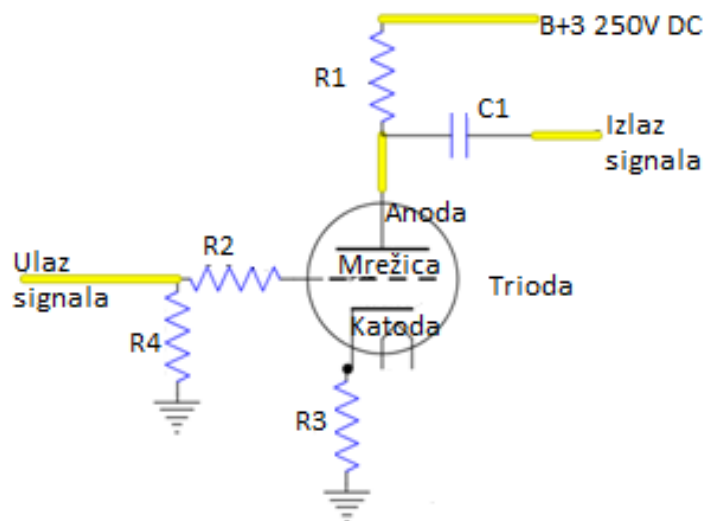 B+3 250V DC
R1
C1
Izlaz
signala
Anoda
R2
Ulaz
signala
Mrežica
Trioda
Katoda
R4
R3